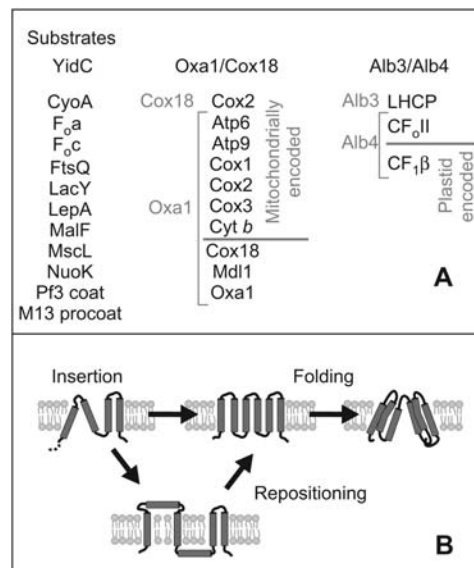 Substrates
YidC Oxa1/Cox18 Alb3/Alb4
CyoA Cox18 Cox2 Alb3 LHCP
Fₒa Atp6 CFₒII
Fₒc Atp9 Alb4
FtsQ Cox1 CF₁β
LacY Cox2
LepA Oxa1 Cox3
MalF Cyt b
MscL Cox18
NuoK Mdl1
Pf3 coat Oxa1
M13 procoat
Mitochondrially
encoded
Plastid
encoded
A
Insertion Folding
Repositioning
B